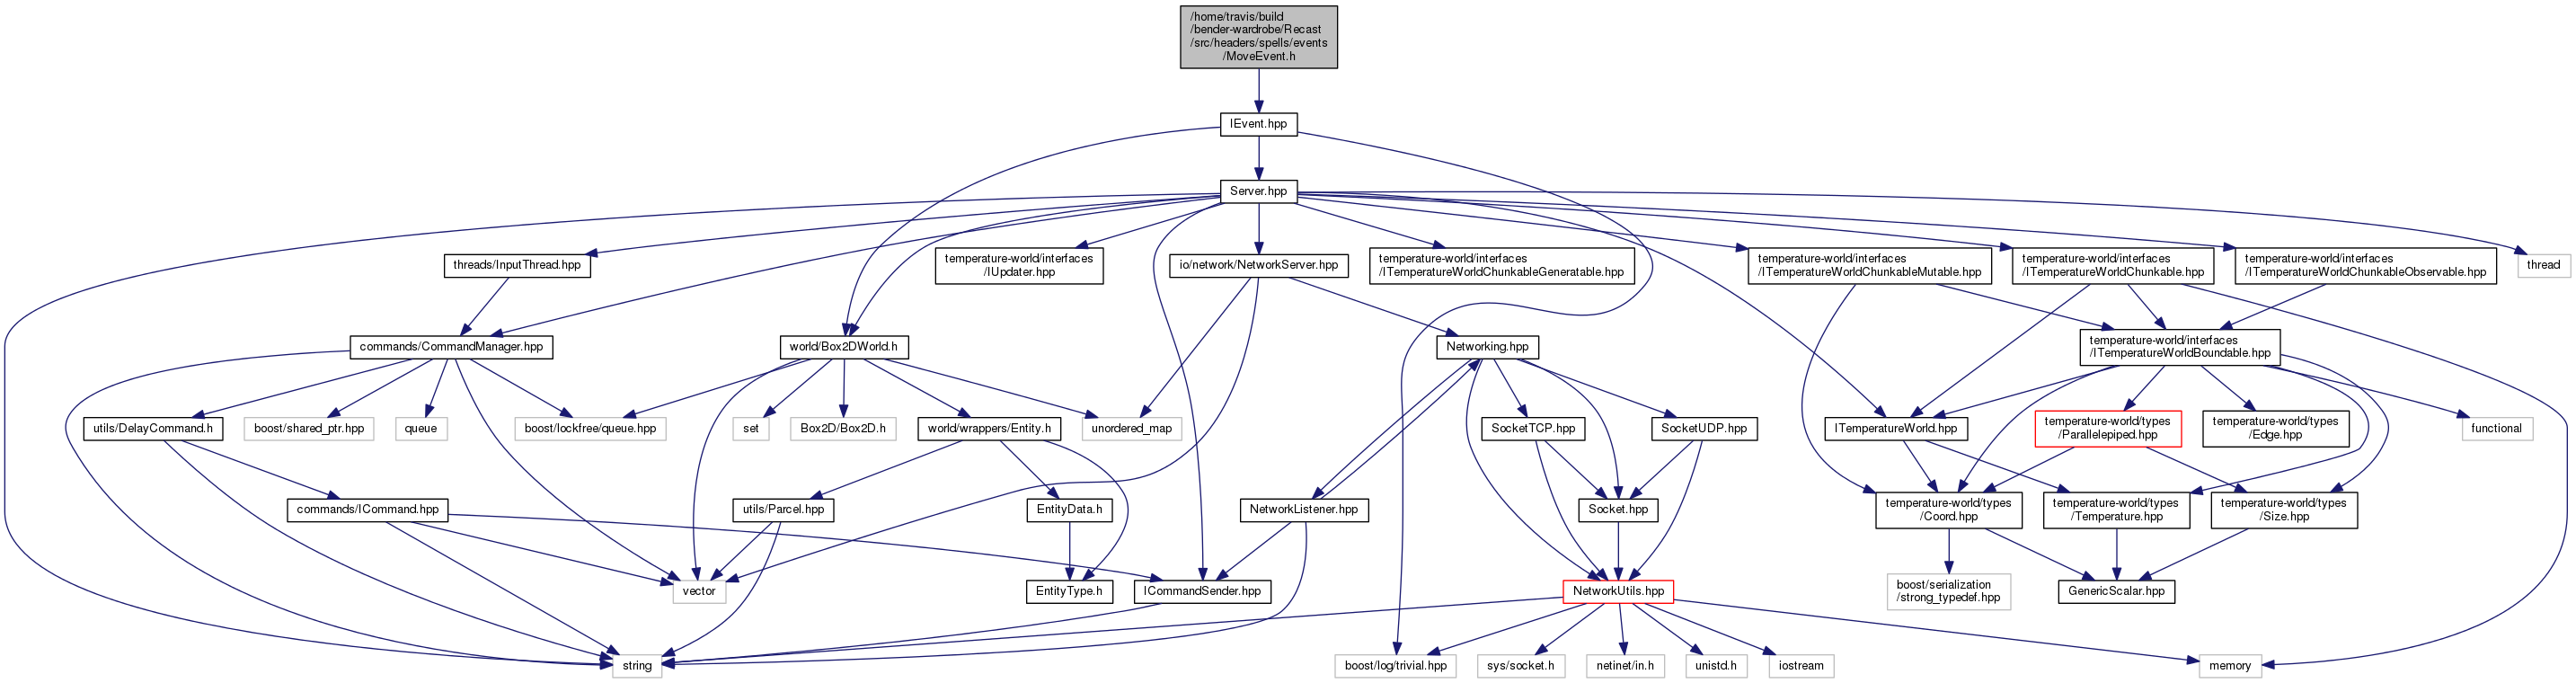 /home/travis/build
/bender-wardrobe/Recast
/src/headers/spells/events
/MoveEvent.h
IEvent.hpp
Server.hpp
threads/InputThread.hpp
temperature-world/interfaces
/IUpdater.hpp
io/network/NetworkServer.hpp
temperature-world/interfaces
/ITemperatureWorldChunkableGeneratable.hpp
temperature-world/interfaces
/ITemperatureWorldChunkableMutable.hpp
temperature-world/interfaces
/ITemperatureWorldChunkable.hpp
temperature-world/interfaces
/ITemperatureWorldChunkableObservable.hpp
thread
commands/CommandManager.hpp
world/Box2DWorld.h
Networking.hpp
temperature-world/interfaces
/ITemperatureWorldBoundable.hpp
utils/DelayCommand.h
boost/shared_ptr.hpp
queue
boost/lockfree/queue.hpp
set
Box2D/Box2D.h
world/wrappers/Entity.h
unordered_map
SocketTCP.hpp
SocketUDP.hpp
ITemperatureWorld.hpp
temperature-world/types
/Parallelepiped.hpp
temperature-world/types
/Edge.hpp
functional
commands/ICommand.hpp
utils/Parcel.hpp
EntityData.h
NetworkListener.hpp
Socket.hpp
temperature-world/types
/Coord.hpp
temperature-world/types
/Temperature.hpp
temperature-world/types
/Size.hpp
vector
EntityType.h
ICommandSender.hpp
NetworkUtils.hpp
boost/serialization
/strong_typedef.hpp
GenericScalar.hpp
string
boost/log/trivial.hpp
sys/socket.h
netinet/in.h
unistd.h
iostream
memory